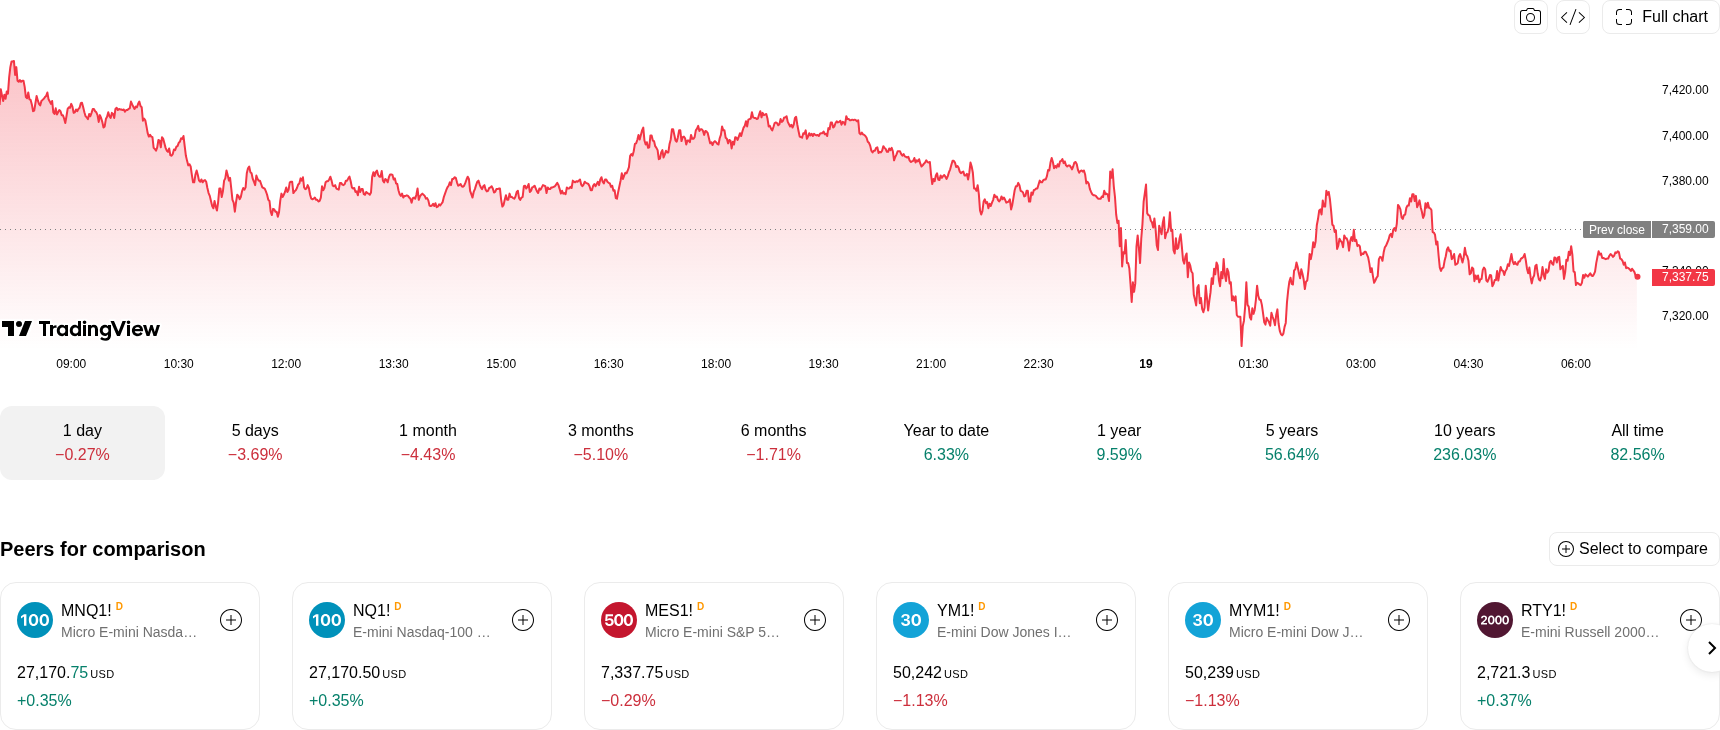 Full chart
7,420.00
7,400.00
7,380.00
Prev close 7,359.00
7,337.75
7,320.00
TradingView
09:00 10:30 12:00 13:30 15:00 16:30 18:00 19:30 21:00 22:30 19 01:30 03:00 04:30 06:00
1 day 5 days 1 month 3 months 6 months Year to date 1 year 5 years 10 years All time
−0.27% −3.69% −4.43% −5.10% −1.71% 6.33% 9.59% 56.64% 236.03% 82.56%
Peers for comparison
Select to compare
100 MNQ1! D
Micro E-mini Nasda…
27,170.75 USD
+0.35%
100 NQ1! D
E-mini Nasdaq-100 …
27,170.50 USD
+0.35%
500 MES1! D
Micro E-mini S&P 5…
7,337.75 USD
−0.29%
30 YM1! D
E-mini Dow Jones I…
50,242 USD
−1.13%
30 MYM1! D
Micro E-mini Dow J…
50,239 USD
−1.13%
2000 RTY1! D
E-mini Russell 2000…
2,721.3 USD
+0.37%